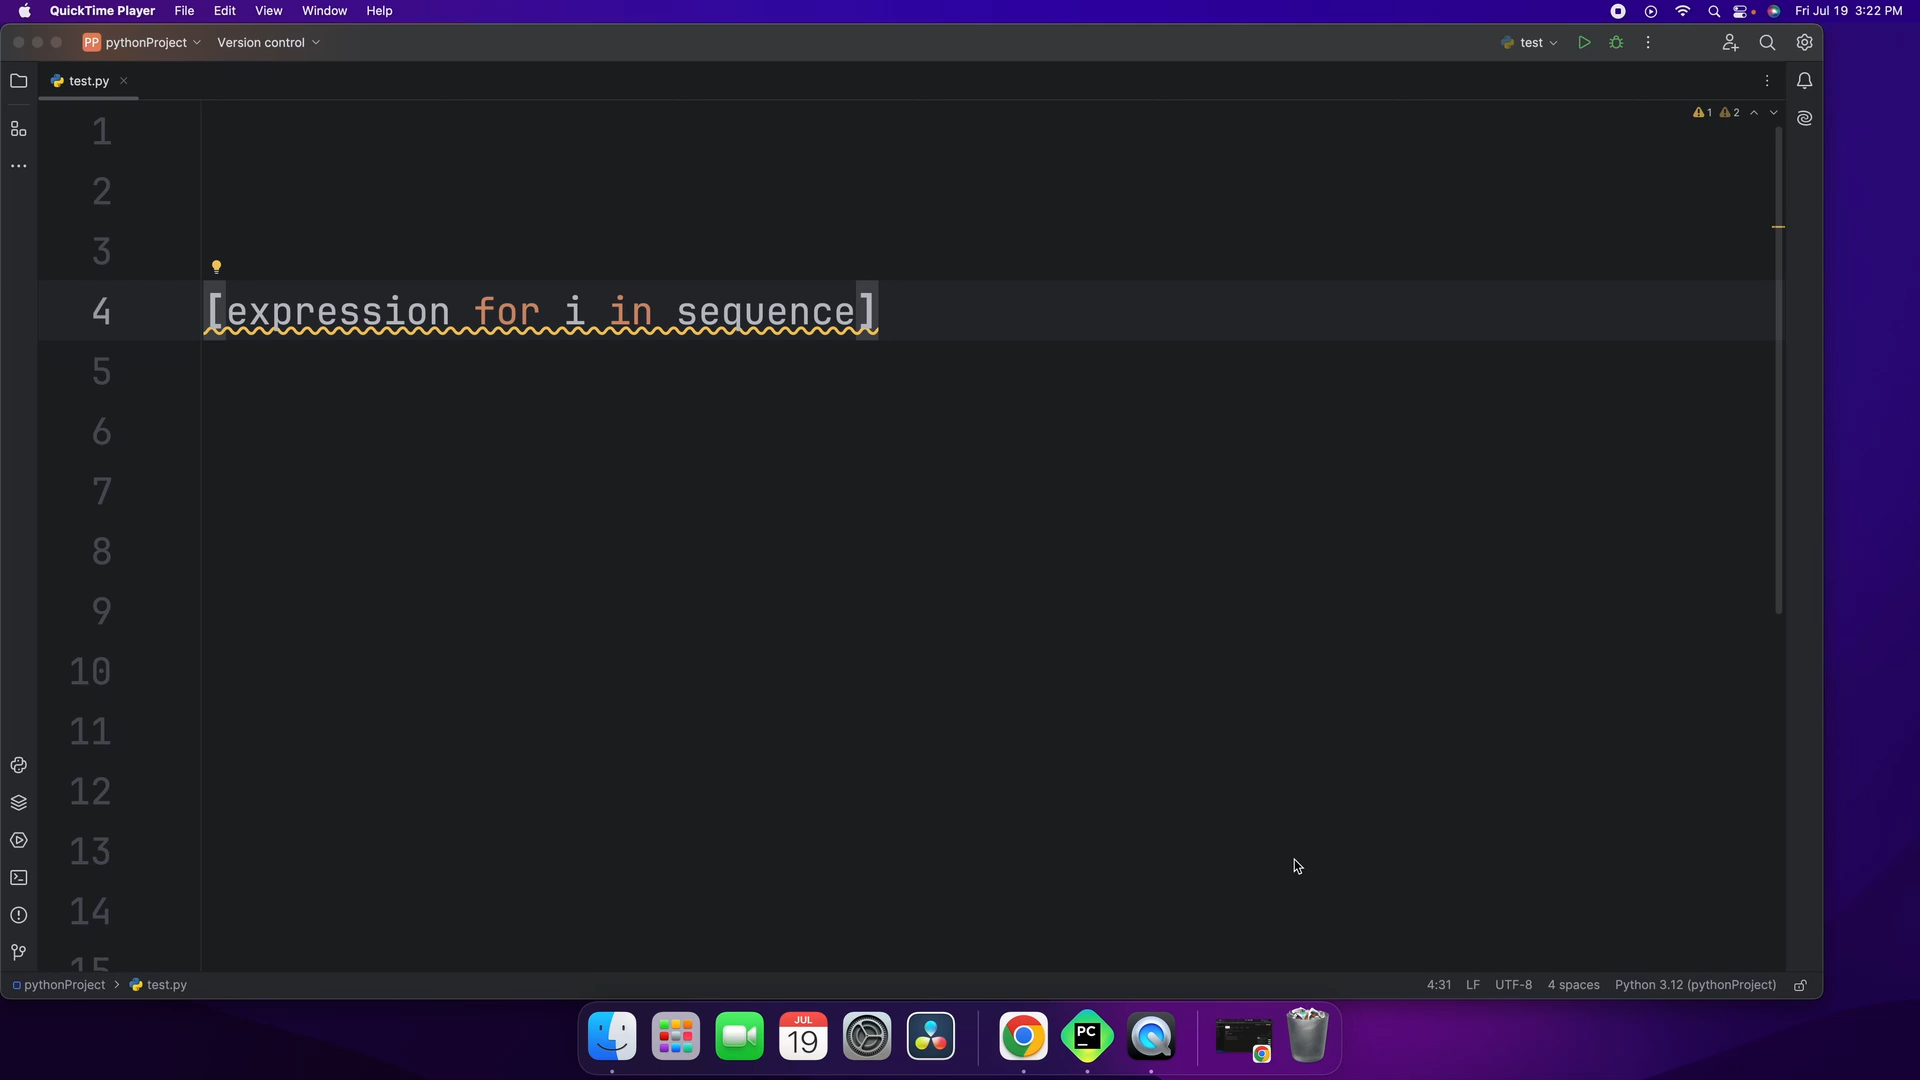 QuickTime Player File Edit View Window Help Fri Jul 19 3:22 PM
PP pythonProject Version control test
test.py
1 2
1
2
3
4 [expression for i in sequence]
5
6
7
8
9
10
11
12
13
14
15
pythonProject > test.py 4:31 LF UTF-8 4 spaces Python 3.12 (pythonProject)
JUL
19
PC